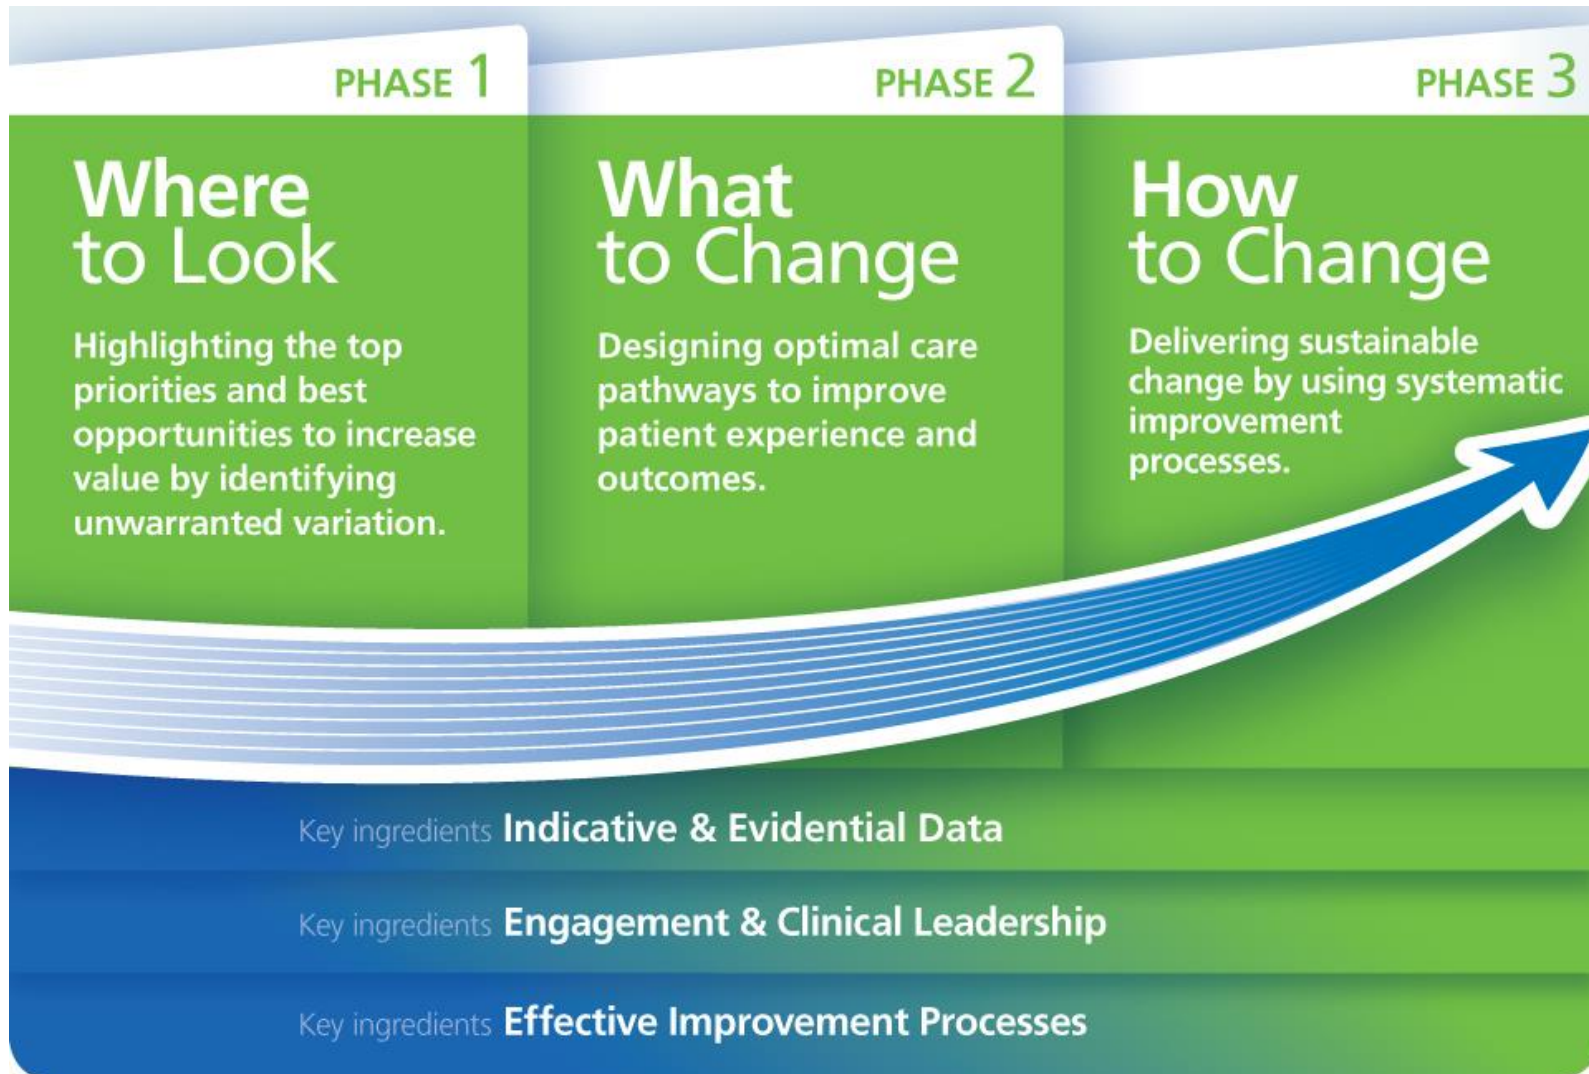 PHASE 1
Where
to Look
Highlighting the top
priorities and best
opportunities to increase
value by identifying
unwarranted variation.
PHASE 2
What
to Change
Designing optimal care
pathways to improve
patient experience and
outcomes.
PHASE 3
How
to Change
Delivering sustainable
change by using systematic
improvement
processes.
Key ingredients Indicative & Evidential Data
Key ingredients Engagement & Clinical Leadership
Key ingredients Effective Improvement Processes